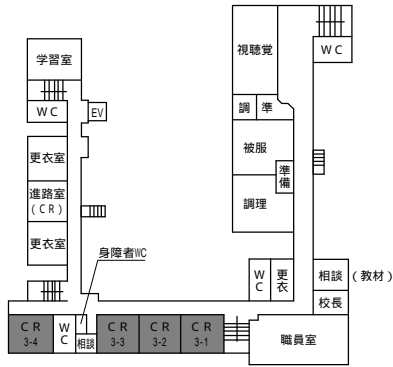 学習室
WC
EV
更衣室
進路室
(CR)
更衣室
身障者WC
CR
3-4
WC
相談
CR
3-3
CR
3-2
CR
3-1
視聴覚
WC
調
準
被服
準備
調理
WC
更衣
相談
(教材)
校長
職員室